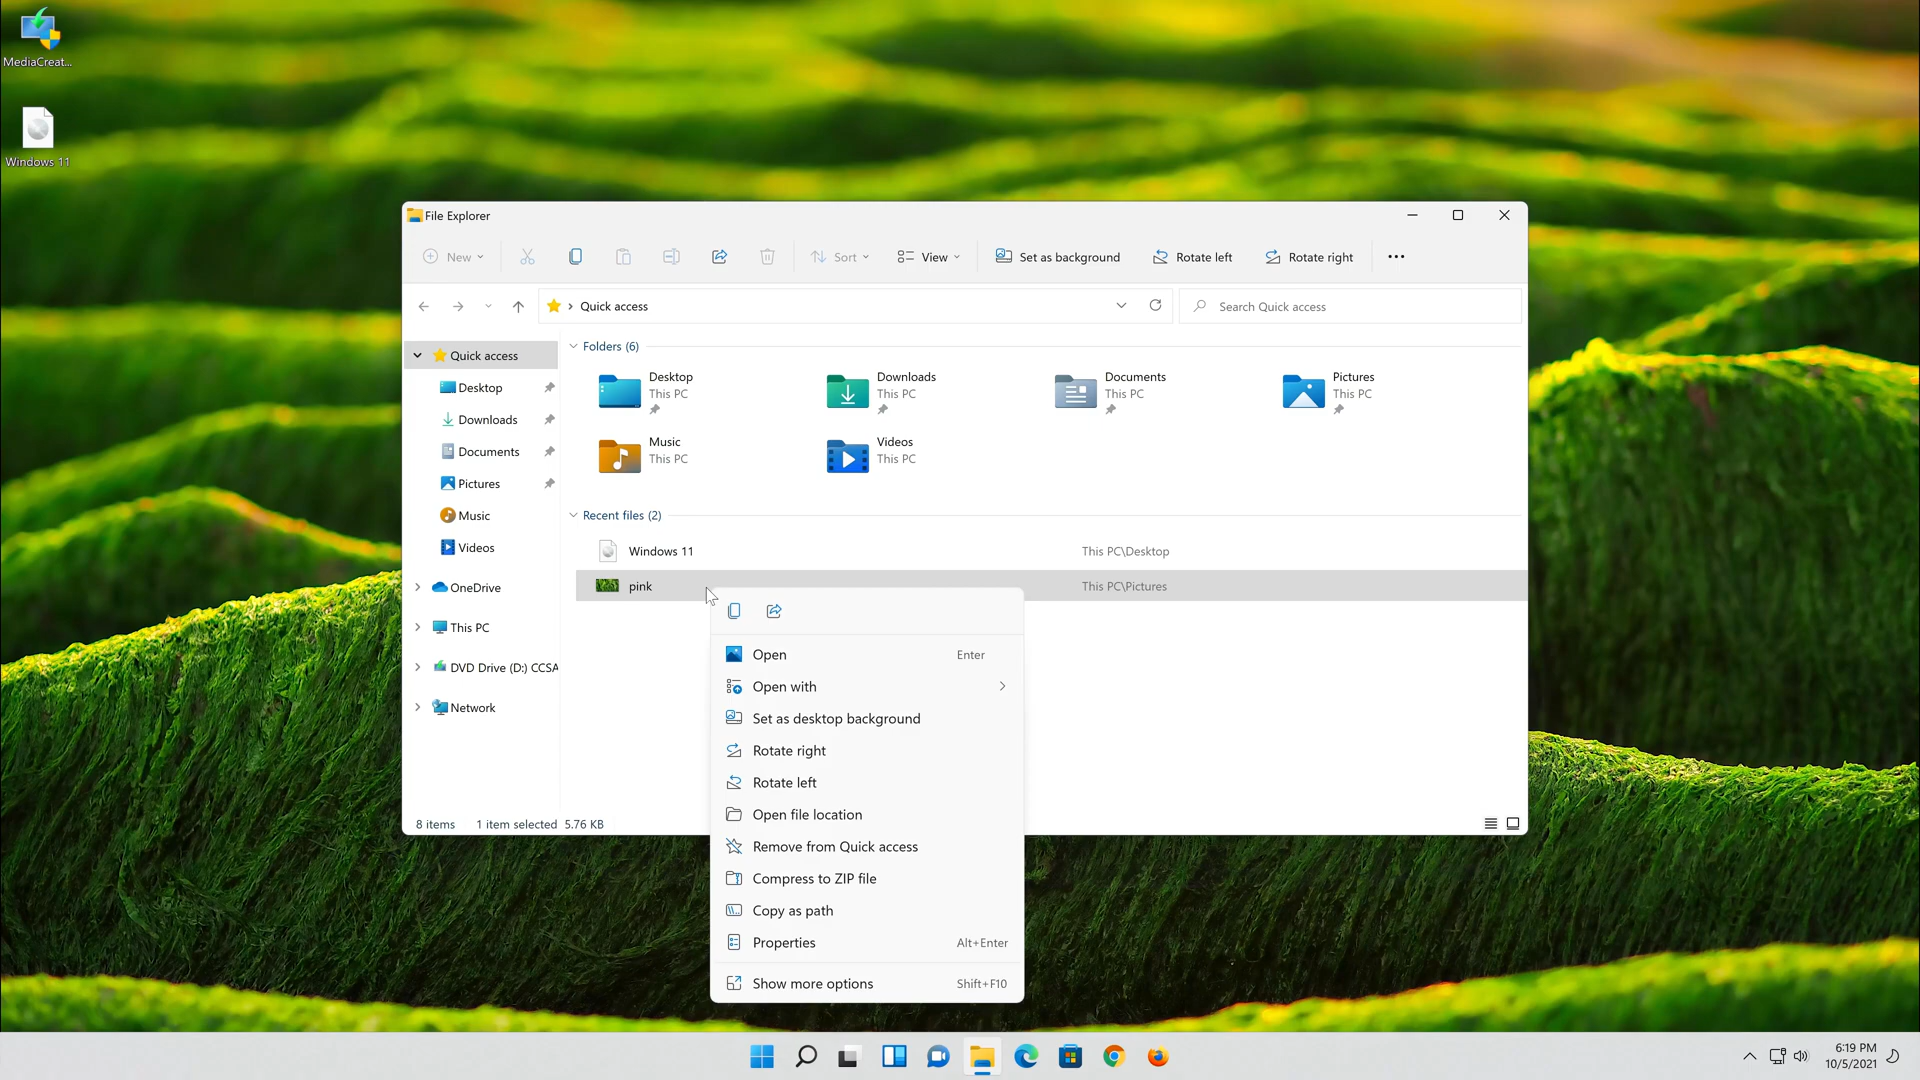 MediaCreat...
Windows 11
File Explorer
New
Sort
View
Set as background
Rotate left
Rotate right
Quick access
Search Quick access
Quick access
Desktop
Downloads
Documents
Pictures
Music
Videos
OneDrive
This PC
DVD Drive (D:) CCSA
Network
Folders (6)
Desktop
This PC
Downloads
This PC
Documents
This PC
Pictures
This PC
Music
This PC
Videos
This PC
Recent files (2)
Windows 11 This PC\Desktop
pink This PC\Pictures
Open Enter
Open with
Set as desktop background
Rotate right
Rotate left
Open file location
Remove from Quick access
Compress to ZIP file
Copy as path
Properties Alt+Enter
Show more options Shift+F10
8 items 1 item selected 5.76 KB
6:19 PM
10/5/2021